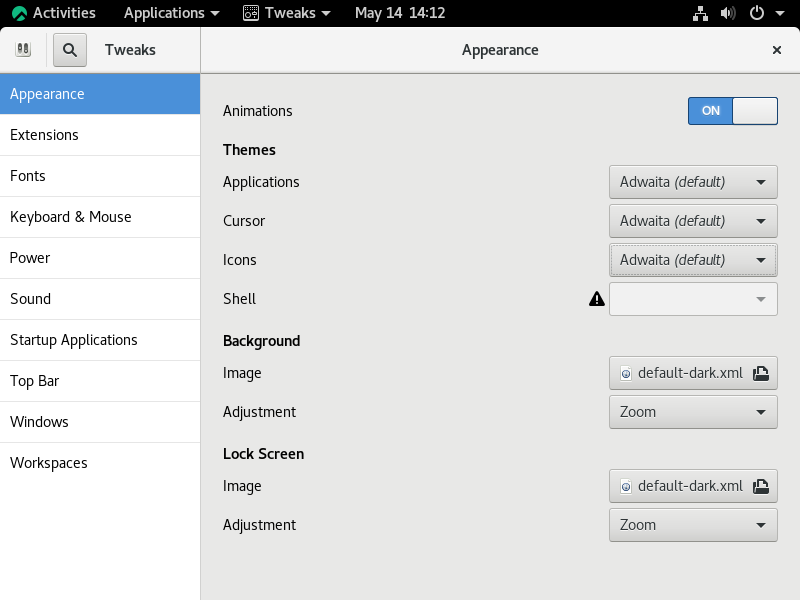 Activities Applications Tweaks May 14 14:12
Tweaks Appearance
Appearance
Extensions
Fonts
Keyboard & Mouse
Power
Sound
Startup Applications
Top Bar
Windows
Workspaces
Animations ON
Themes
Applications Adwaita (default)
Cursor Adwaita (default)
Icons Adwaita (default)
Shell
Background
Image default-dark.xml
Adjustment Zoom
Lock Screen
Image default-dark.xml
Adjustment Zoom